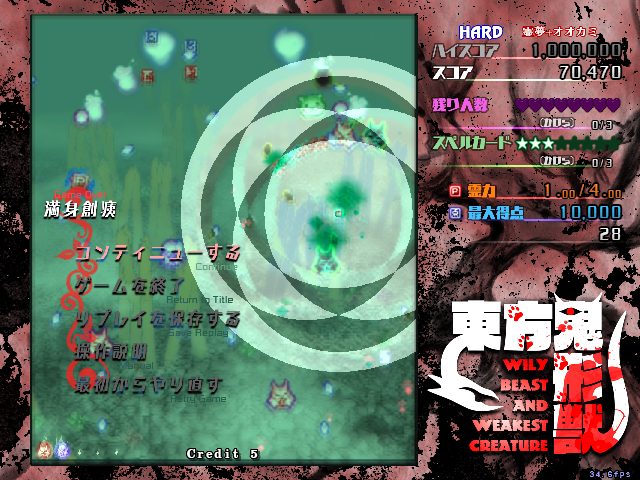 HARD 霊夢+オオカミ
ハイスコア 1,000,000
スコア 70,470
残り人数
(かけら) 0/3
スペルカード ★★★
(かけら) 0/3
霊力 1.00/4.00
最大得点 10,000
28
Game Over
満身創痍
コンティニューする
Continue
ゲームを終了
Return to Title
リプレイを保存する
Save Replay
操作説明
Manual
最初からやり直す
Retry Game
Credit 5
東方鬼形獣
WILY
BEAST
AND
WEAKEST
CREATURE
34.6fps